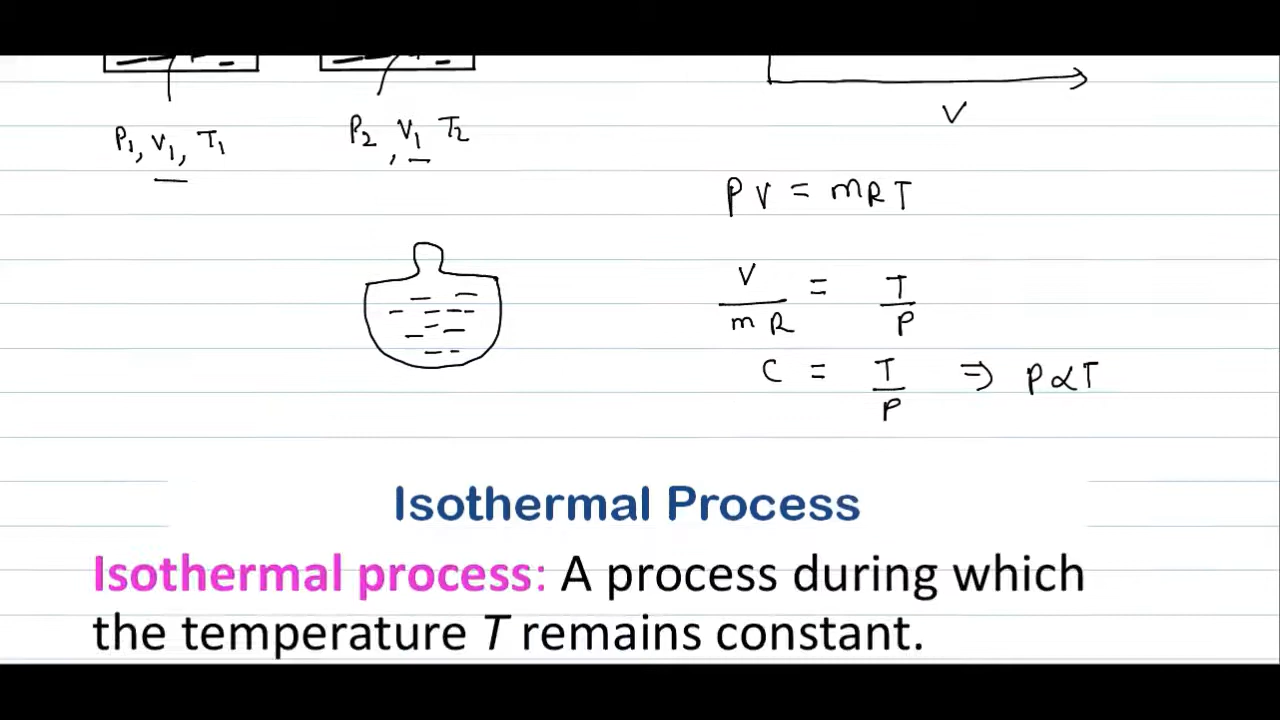 P1, V1, T1
P2, V1 T2
V
PV = mRT
V/mR = T/P
C = T/P ⇒ P∝T
Isothermal Process
Isothermal process: A process during which
the temperature T remains constant.